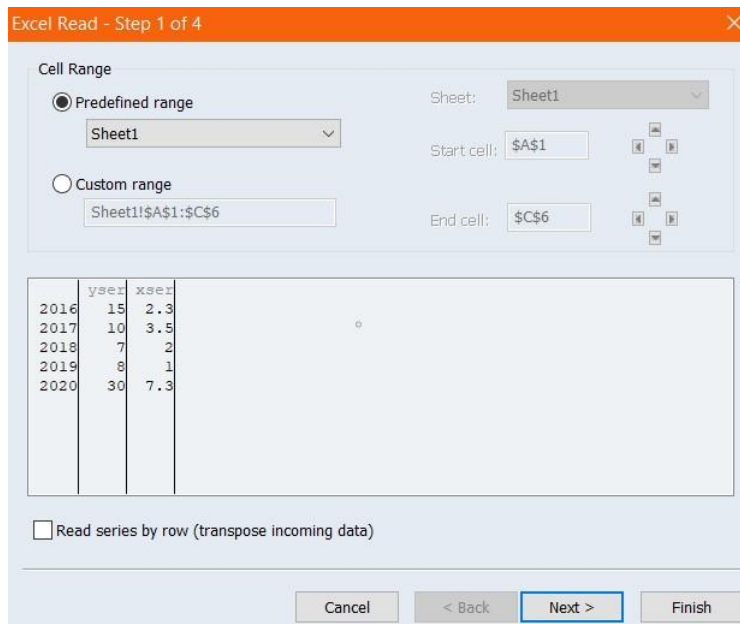 Excel Read - Step 1 of 4
Cell Range
Predefined range
Sheet1
Custom range
Sheet1!$A$1:$C$6
Sheet: Sheet1
Start cell: $A$1
End cell: $C$6
yser xser
2016 15 2.3
2017 10 3.5
2018 7 2
2019 8 1
2020 30 7.3
Read series by row (transpose incoming data)
Cancel < Back Next > Finish